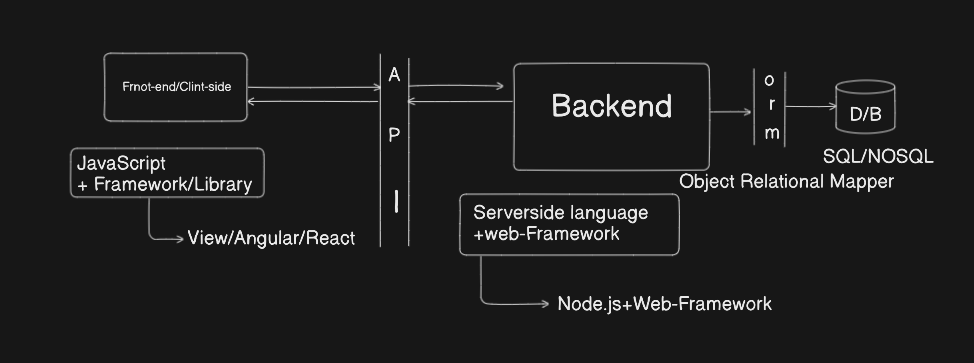 Frnot-end/Clint-side
A
P
I
Backend
o
r
m
D/B
SQL/NOSQL
Object Relational Mapper
JavaScript
+ Framework/Library
View/Angular/React
Serverside language
+web-Framework
Node.js+Web-Framework